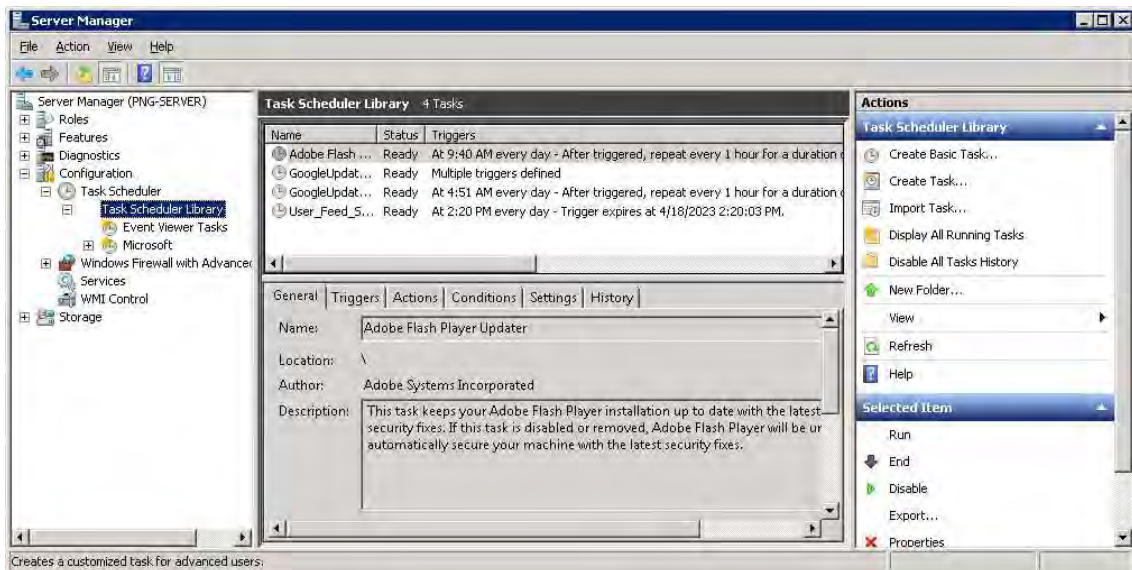 Server Manager
File Action View Help
Server Manager (PNG-SERVER)
Roles
Features
Diagnostics
Configuration
Task Scheduler
Task Scheduler Library
Event Viewer Tasks
Microsoft
Windows Firewall with Advanced
Services
WMI Control
Storage
Task Scheduler Library 4 Tasks
Name Status Triggers
Adobe Flash ... Ready At 9:40 AM every day - After triggered, repeat every 1 hour for a duration
GoogleUpdat... Ready Multiple triggers defined
GoogleUpdat... Ready At 4:51 AM every day - After triggered, repeat every 1 hour for a duration
User_Feed_S... Ready At 2:20 PM every day - Trigger expires at 4/18/2023 2:20:03 PM.
General Triggers Actions Conditions Settings History
Name: Adobe Flash Player Updater
Location: \
Author: Adobe Systems Incorporated
Description: This task keeps your Adobe Flash Player installation up to date with the latest
security fixes. If this task is disabled or removed, Adobe Flash Player will be ur
automatically secure your machine with the latest security fixes.
Actions
Task Scheduler Library
Create Basic Task...
Create Task...
Import Task...
Display All Running Tasks
Disable All Tasks History
New Folder...
View
Refresh
Help
Selected Item
Run
End
Disable
Export...
Properties
Creates a customized task for advanced users.